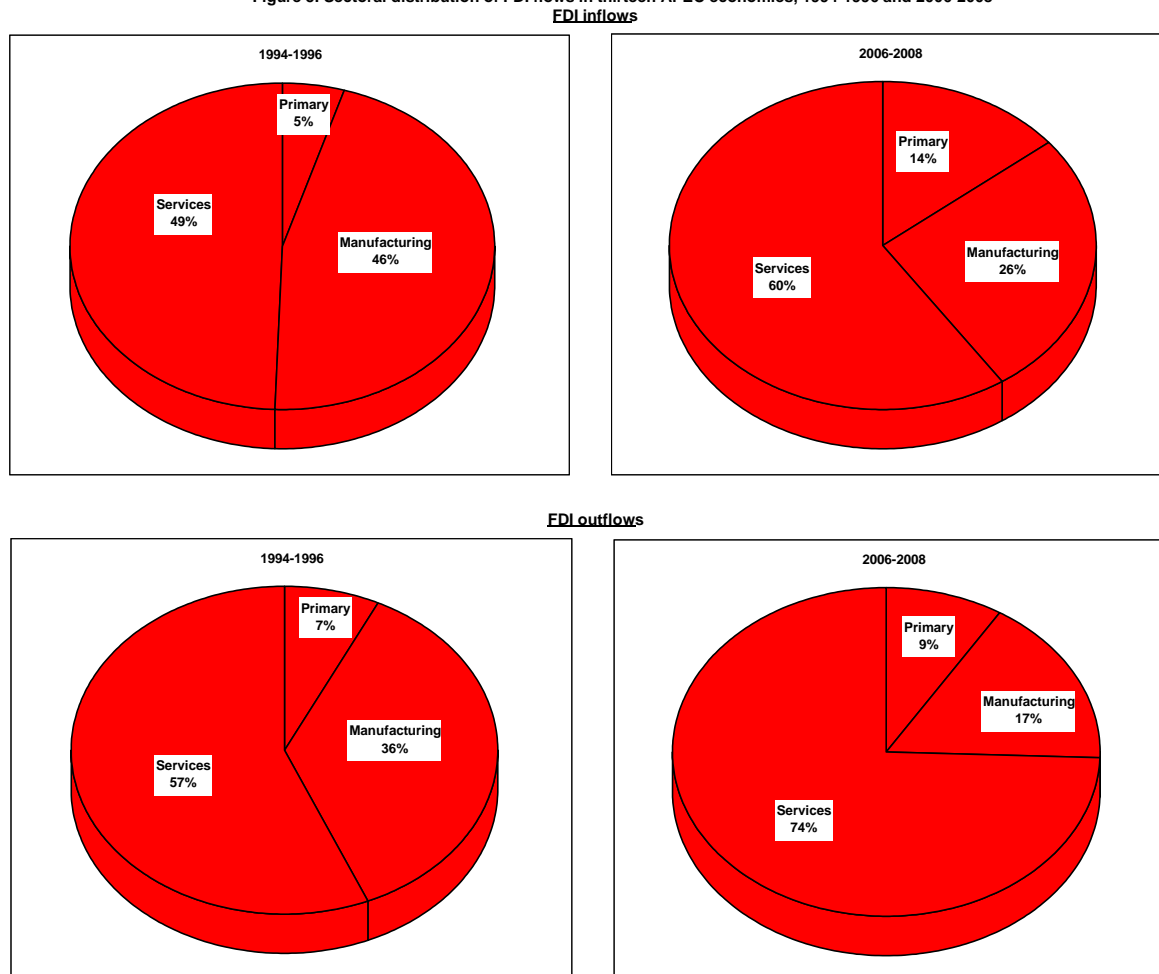 FDI inflows
1994-1996
Primary
5%
Services
49%
Manufacturing
46%
2006-2008
Primary
14%
Manufacturing
26%
Services
60%
FDI outflows
1994-1996
Primary
7%
Manufacturing
36%
Services
57%
2006-2008
Primary
9%
Manufacturing
17%
Services
74%